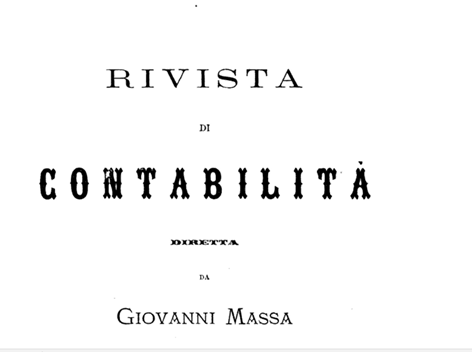 RIVISTA
DI
CONTABILITÀ
DIRETTA
DA
GIOVANNI MASSA